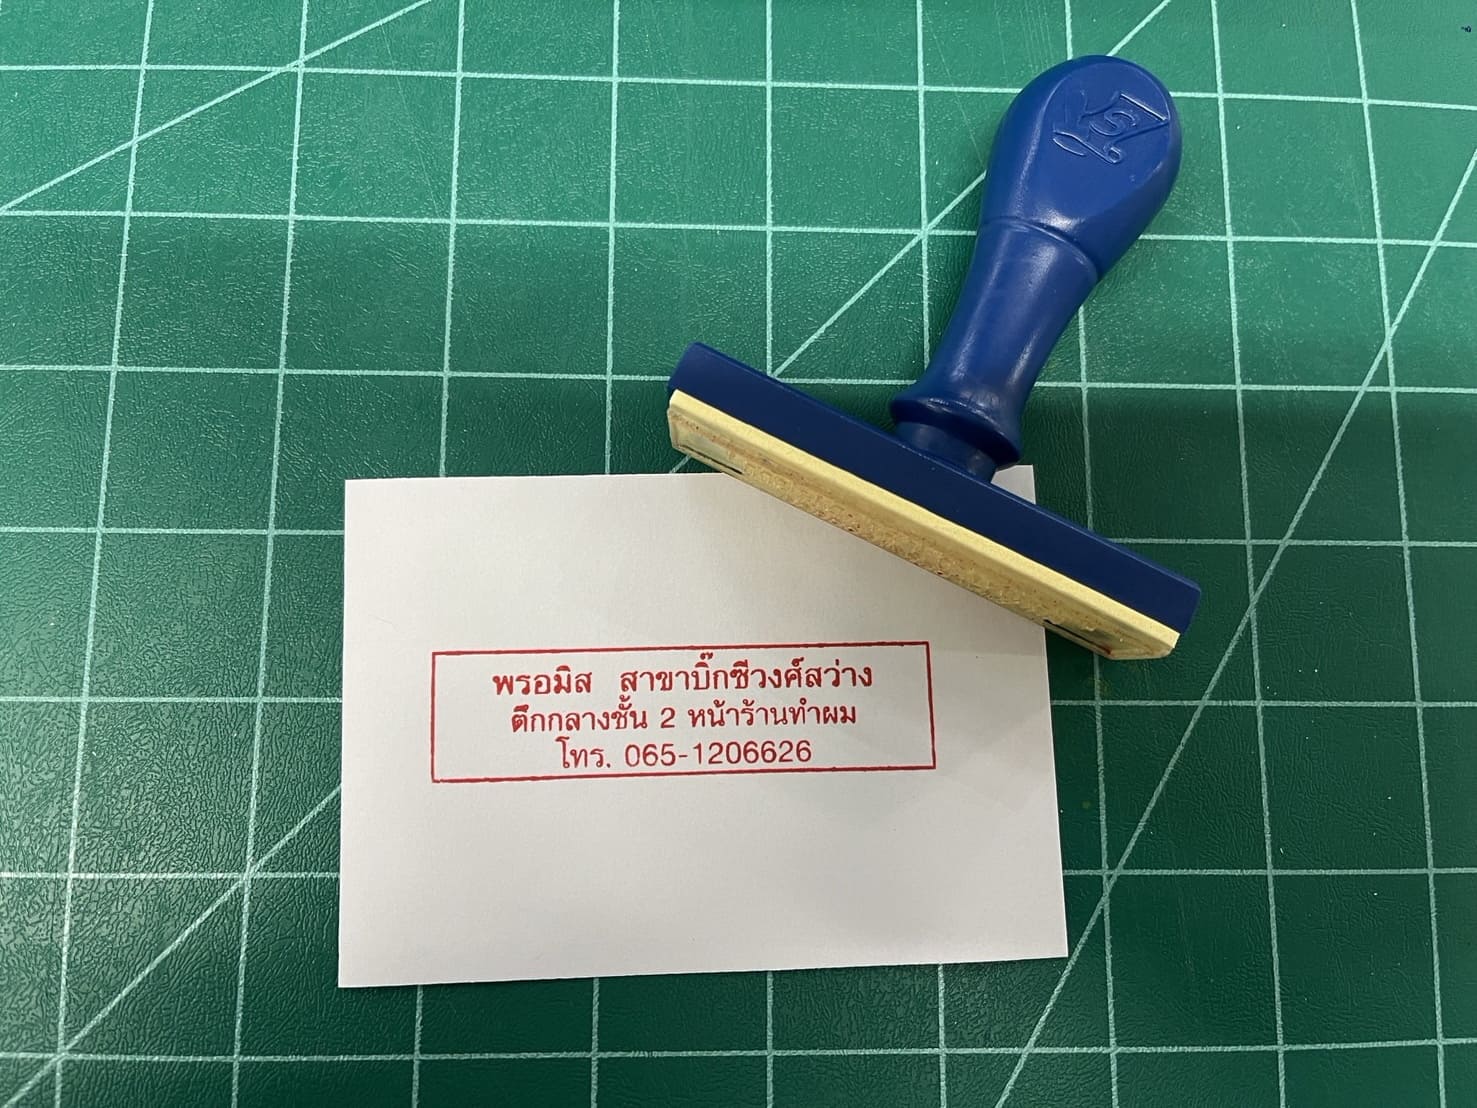 พรอมิส สาขาบิ๊กซีวงศ์สว่าง
ตึกกลางชั้น 2 หน้าร้านทำผม
โทร. 065-1206626